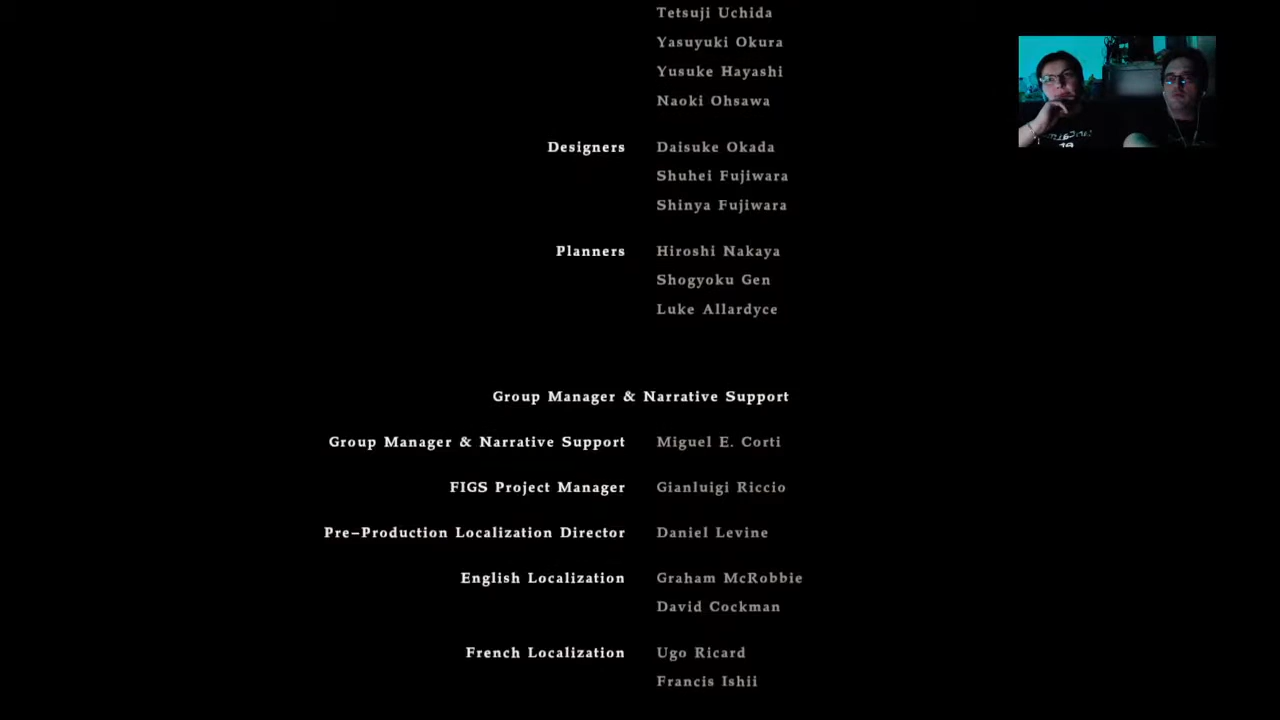 Tetsuji Uchida
Yasuyuki Okura
Yusuke Hayashi
Naoki Ohsawa
Designers Daisuke Okada
Shuhei Fujiwara
Shinya Fujiwara
Planners Hiroshi Nakaya
Shogyoku Gen
Luke Allardyce
Group Manager & Narrative Support
Group Manager & Narrative Support Miguel E. Corti
FIGS Project Manager Gianluigi Riccio
Pre-Production Localization Director Daniel Levine
English Localization Graham McRobbie
David Cockman
French Localization Ugo Ricard
Francis Ishii